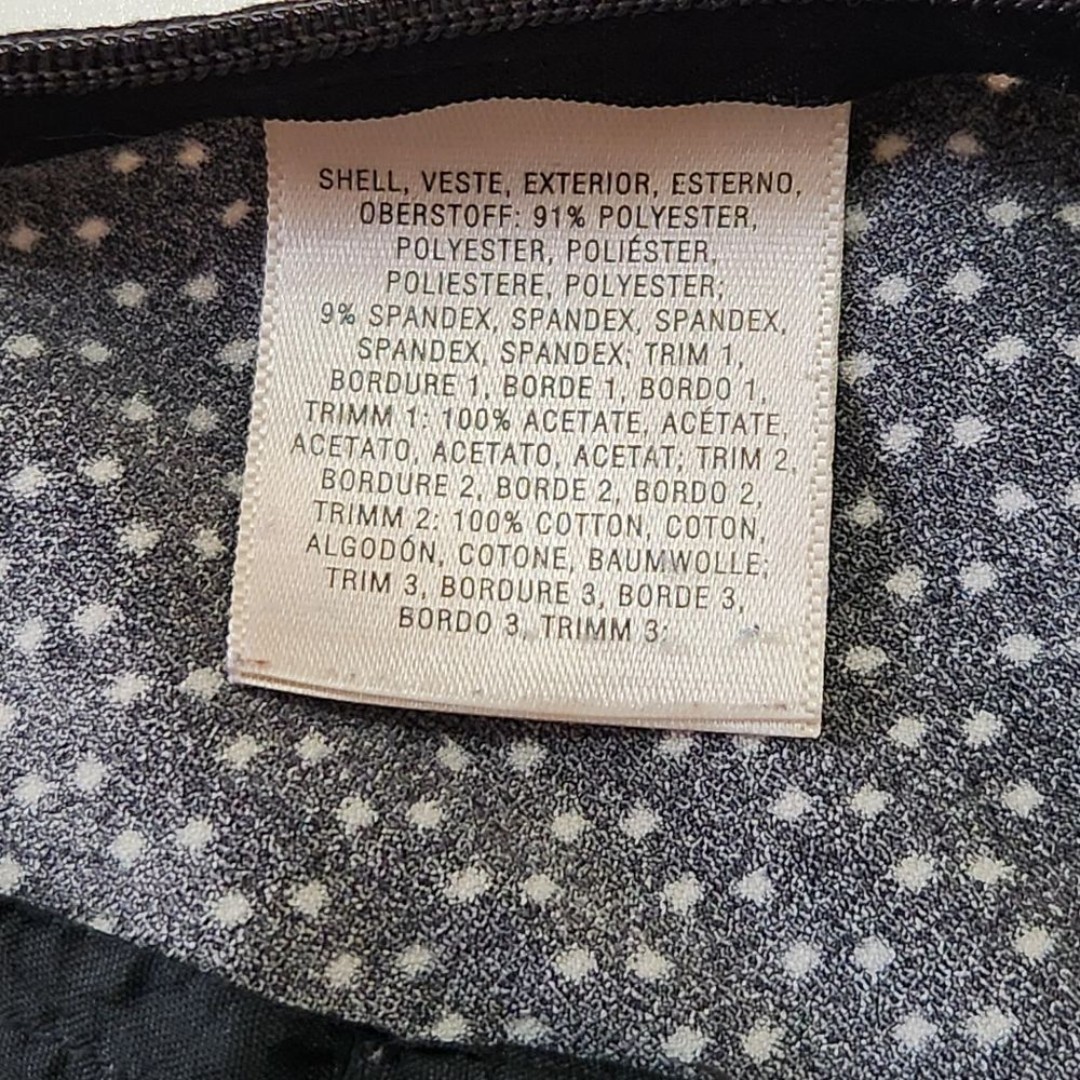 SHELL, VESTE, EXTERIOR, ESTERNO,
OBERSTOFF: 91% POLYESTER,
POLYESTER, POLIÉSTER,
POLIESTERE, POLYESTER;
9% SPANDEX, SPANDEX, SPANDEX,
SPANDEX, SPANDEX; TRIM 1,
BORDURE 1, BORDE 1, BORDO 1,
TRIMM 1: 100% ACETATE, ACÉTATE,
ACETATO, ACETATO, ACETAT; TRIM 2,
BORDURE 2, BORDE 2, BORDO 2,
TRIMM 2: 100% COTTON, COTON,
ALGODÓN, COTONE, BAUMWOLLE;
TRIM 3, BORDURE 3, BORDE 3,
BORDO 3, TRIMM 3: